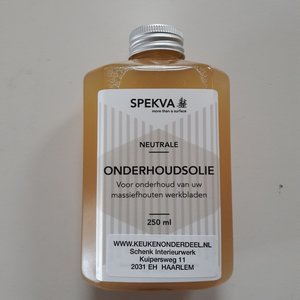 SPEKVA
more than a surface
NEUTRALE
ONDERHOUDSOLIE
Voor onderhoud van uw
massiefhouten werkbladen
250 ml
WWW.KEUKENONDERDEEL.NL
Schenk Interieurwerk
Kuipersweg 11
2031 EH HAARLEM